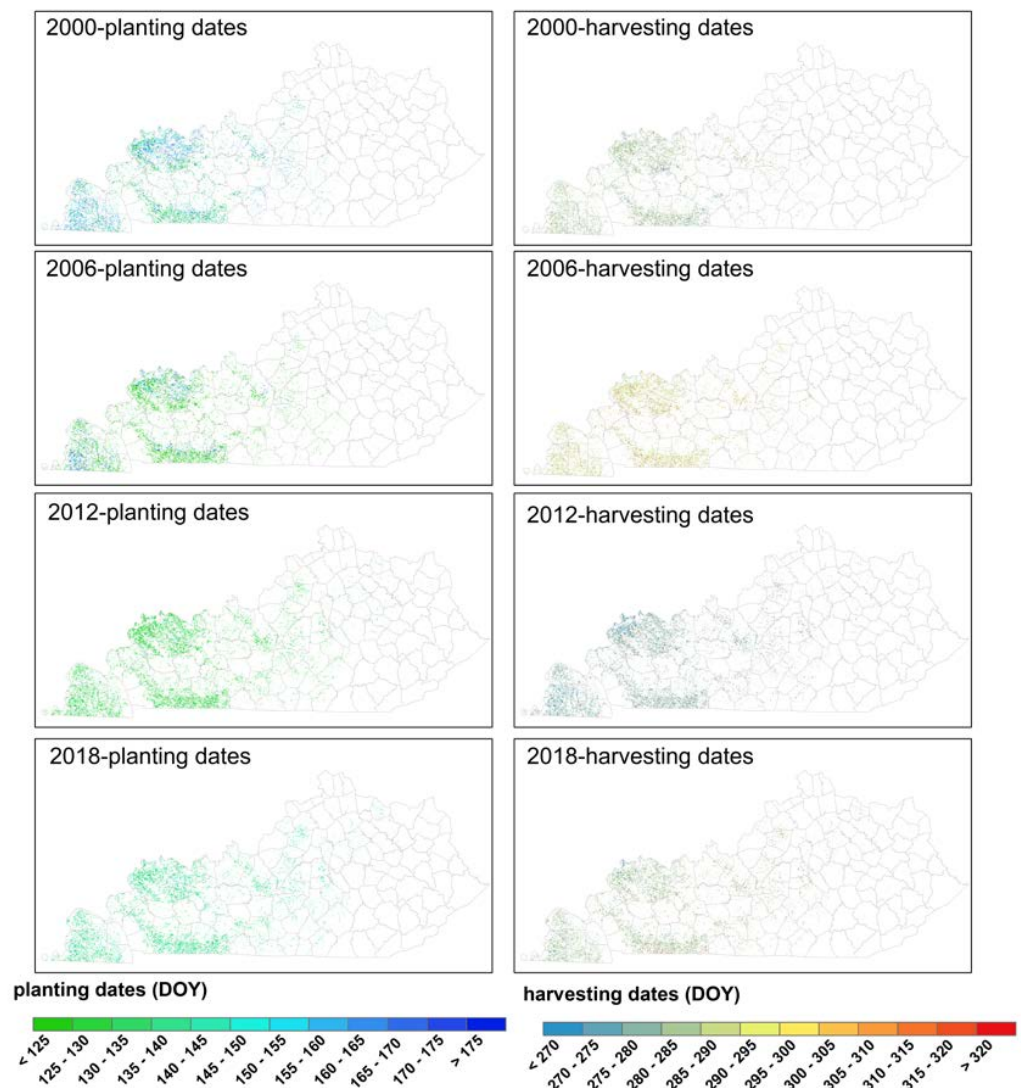 2000-planting dates
2000-harvesting dates
2006-planting dates
2006-harvesting dates
2012-planting dates
2012-harvesting dates
2018-planting dates
2018-harvesting dates
planting dates (DOY)
< 125
125 - 130
130 - 135
135 - 140
140 - 145
145 - 150
150 - 155
155 - 160
160 - 165
165 - 170
170 - 175
> 175
harvesting dates (DOY)
< 270
270 - 275
275 - 280
280 - 285
285 - 290
290 - 295
295 - 300
300 - 305
305 - 310
310 - 315
315 - 320
> 320